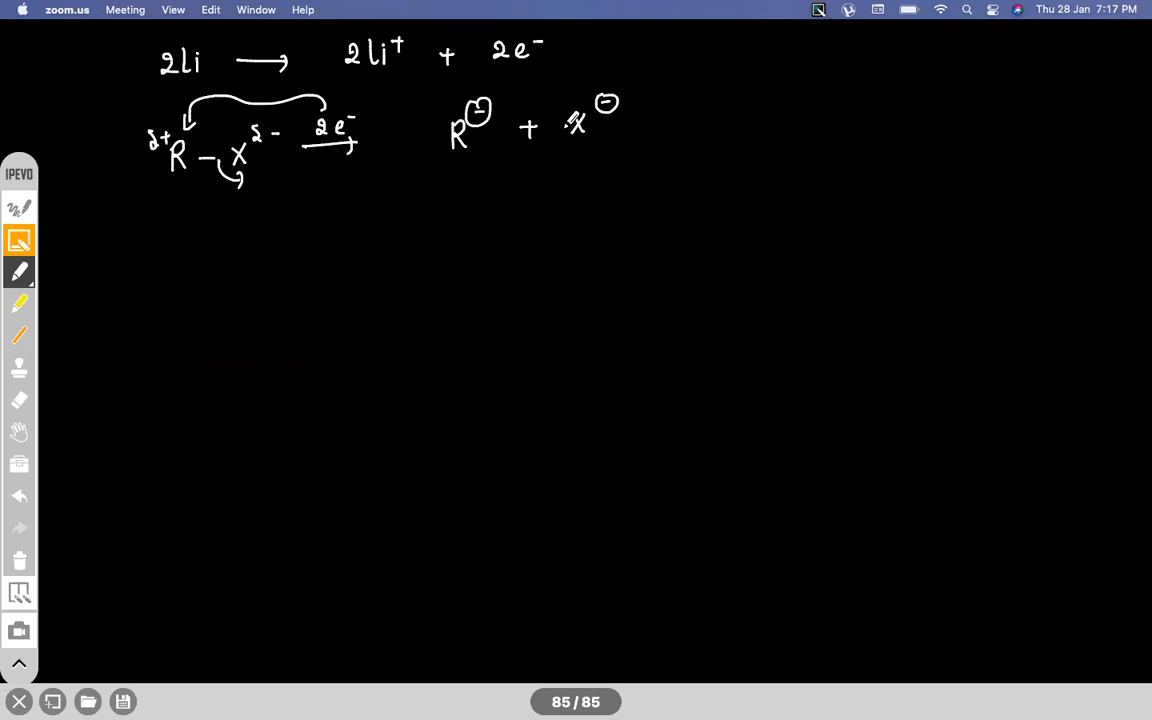 zoom.us Meeting View Edit Window Help Thu 28 Jan 7:17 PM
2li ⟶ 2li⁺ + 2e⁻
δ+R – Xδ- 2e⁻ ⟶ R⊖ + X⊖
IPEVO
85 / 85